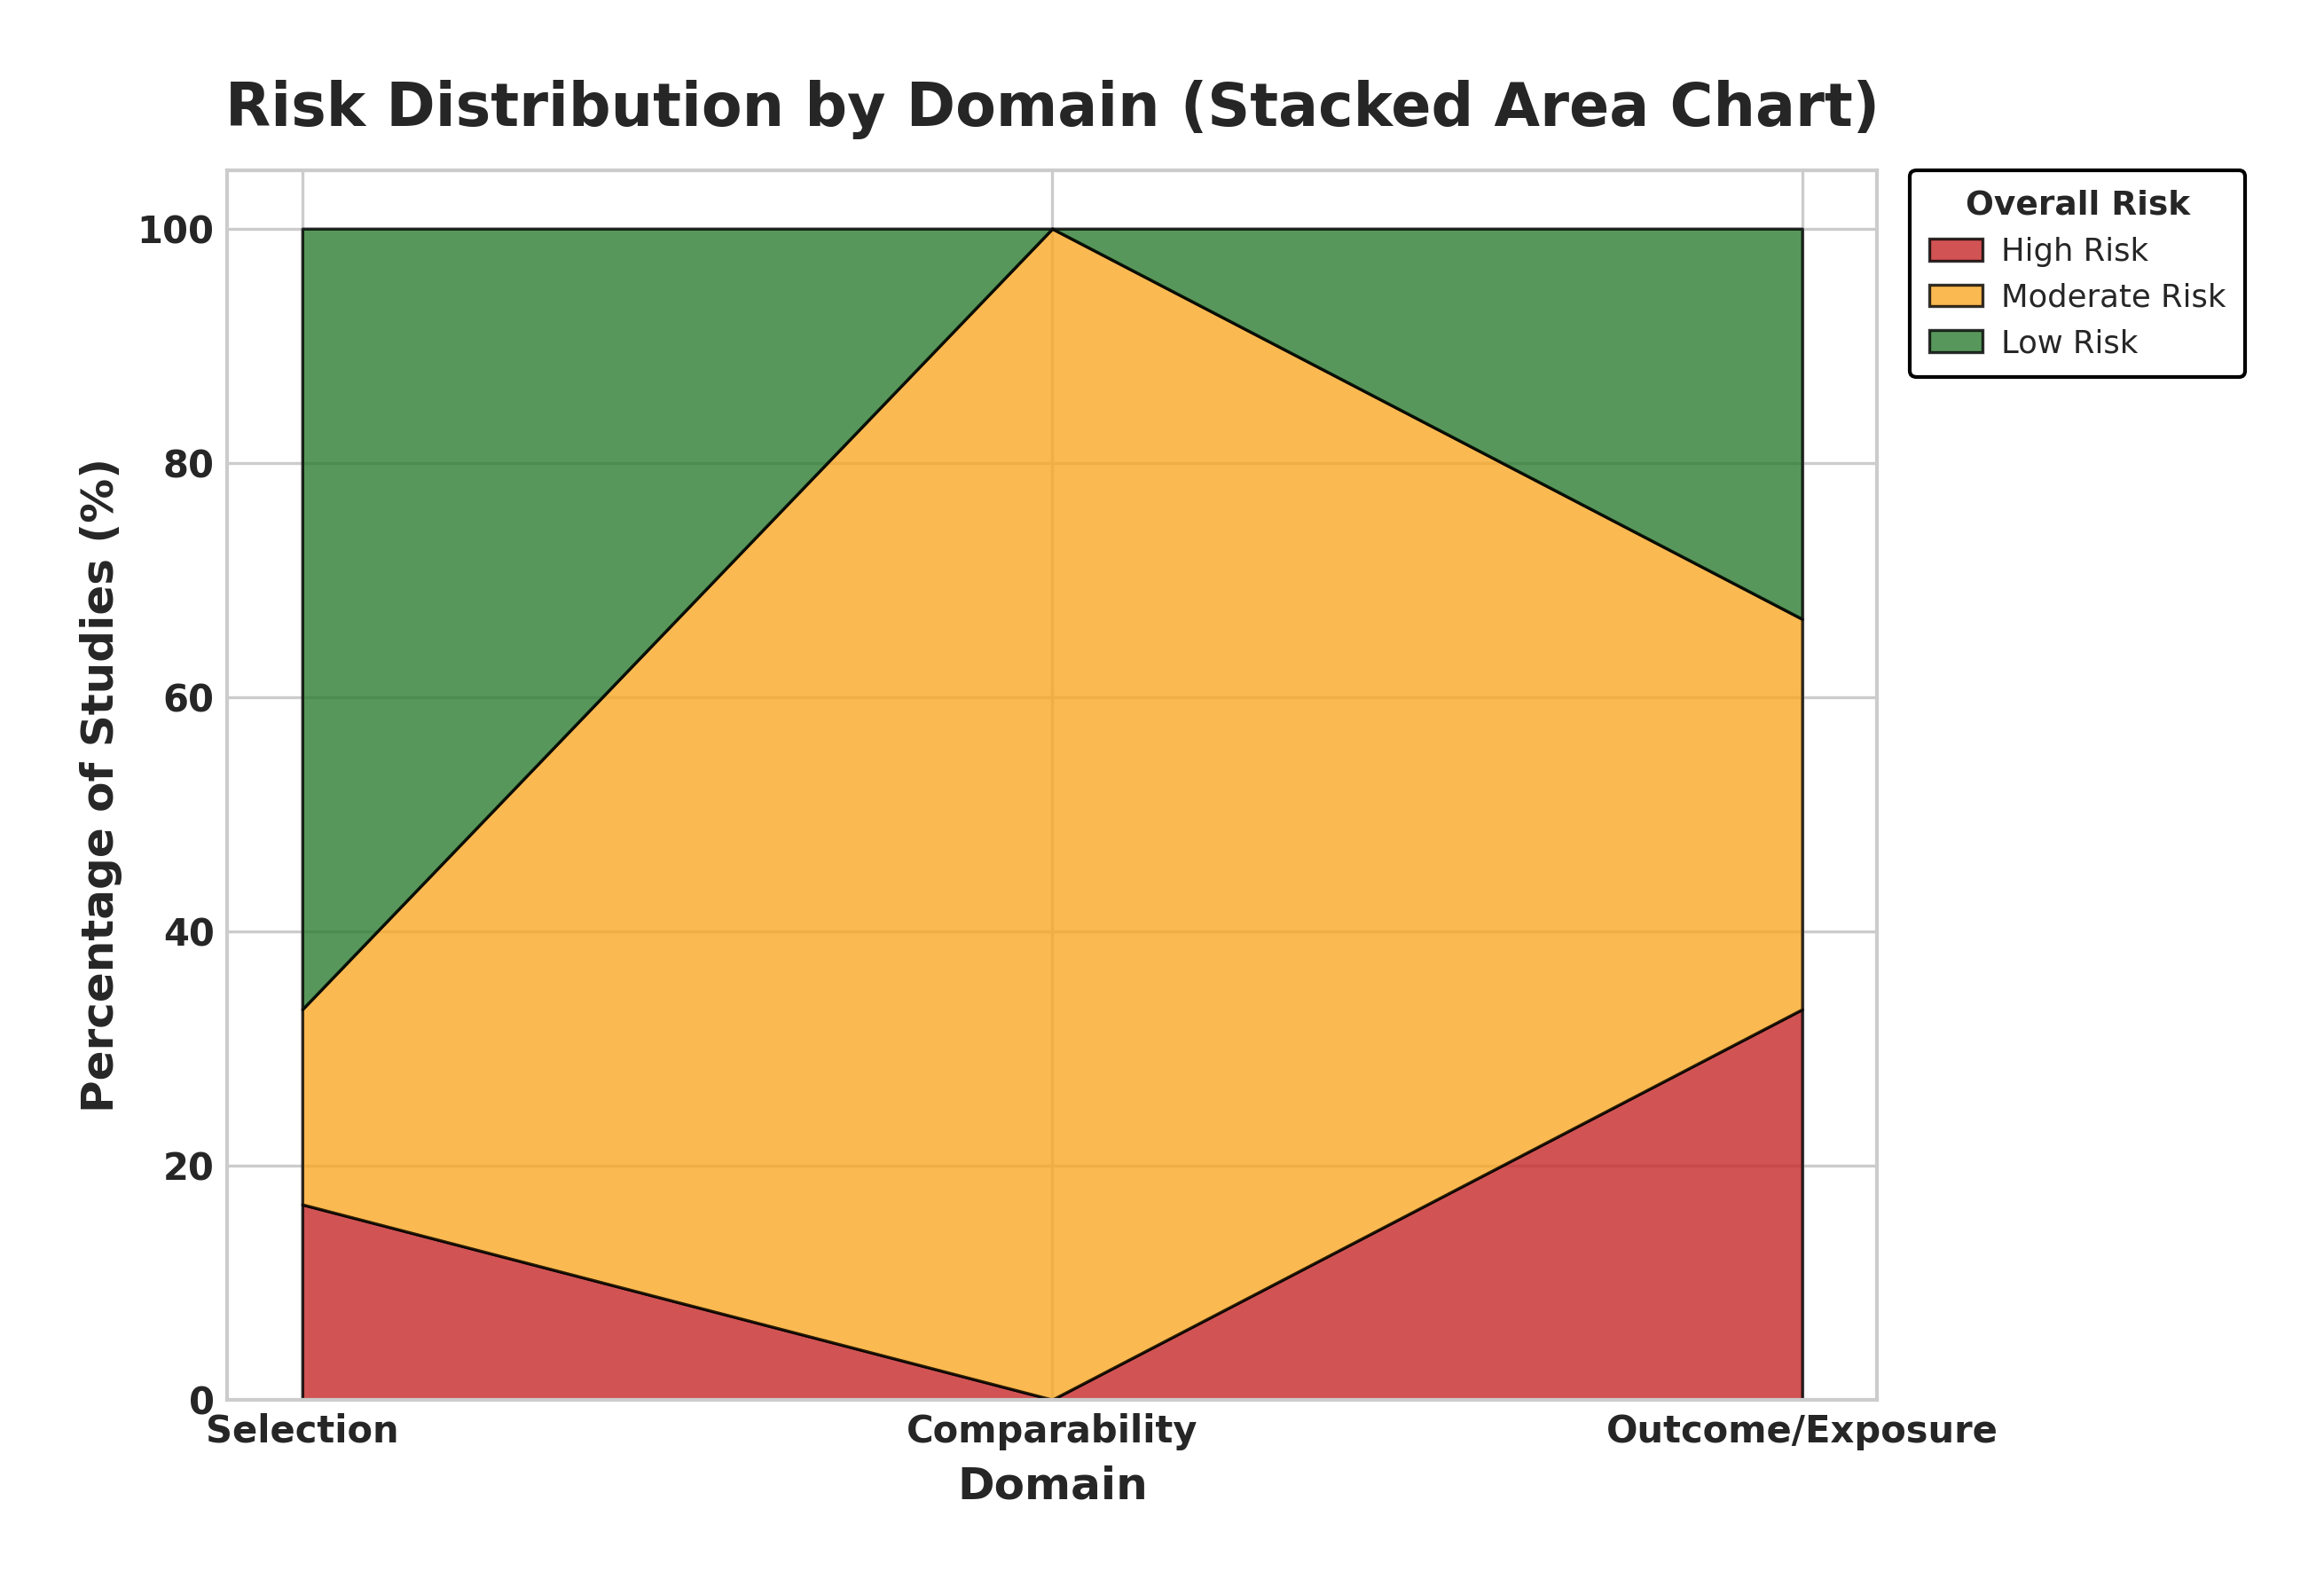 Risk Distribution by Domain (Stacked Area Chart)
Overall Risk
High Risk
Moderate Risk
Low Risk
Percentage of Studies (%)
100
80
60
40
20
0
Selection
Comparability
Outcome/Exposure
Domain